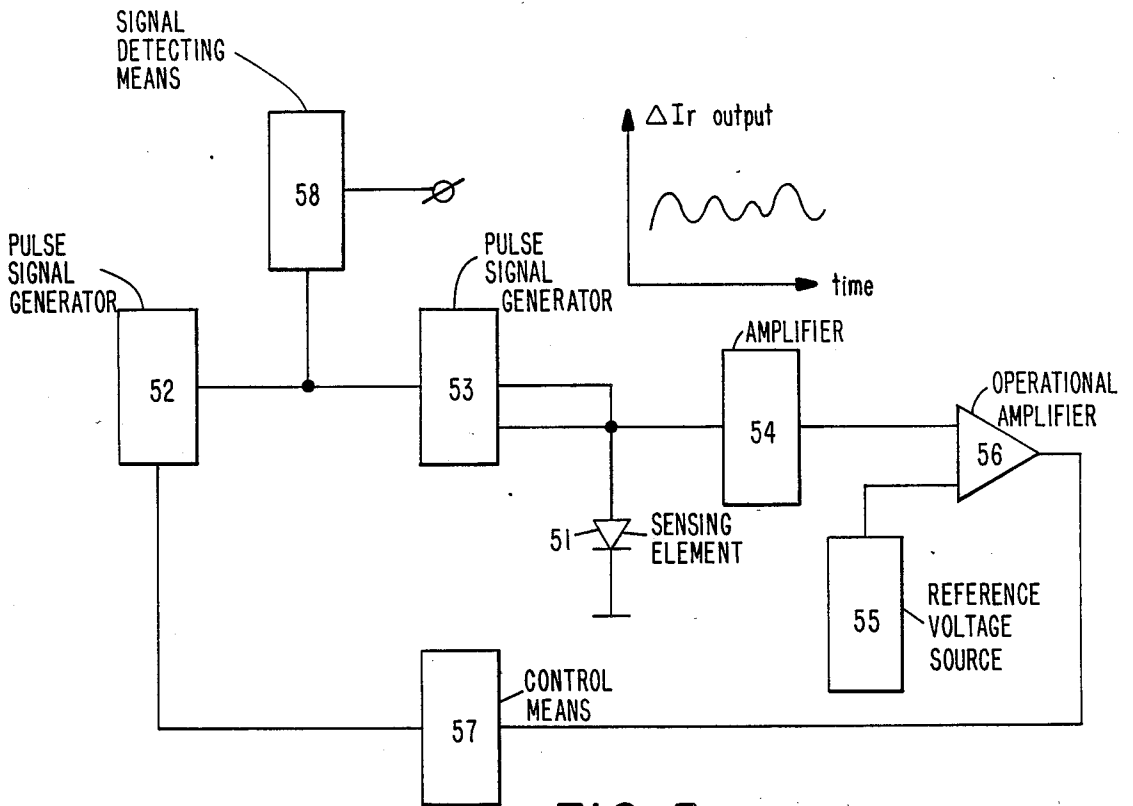 SIGNAL
DETECTING
MEANS
58
△Ir output
time
PULSE
SIGNAL
GENERATOR
52
PULSE
SIGNAL
GENERATOR
53
AMPLIFIER
54
OPERATIONAL
AMPLIFIER
56
51
SENSING
ELEMENT
55
REFERENCE
VOLTAGE
SOURCE
57
CONTROL
MEANS